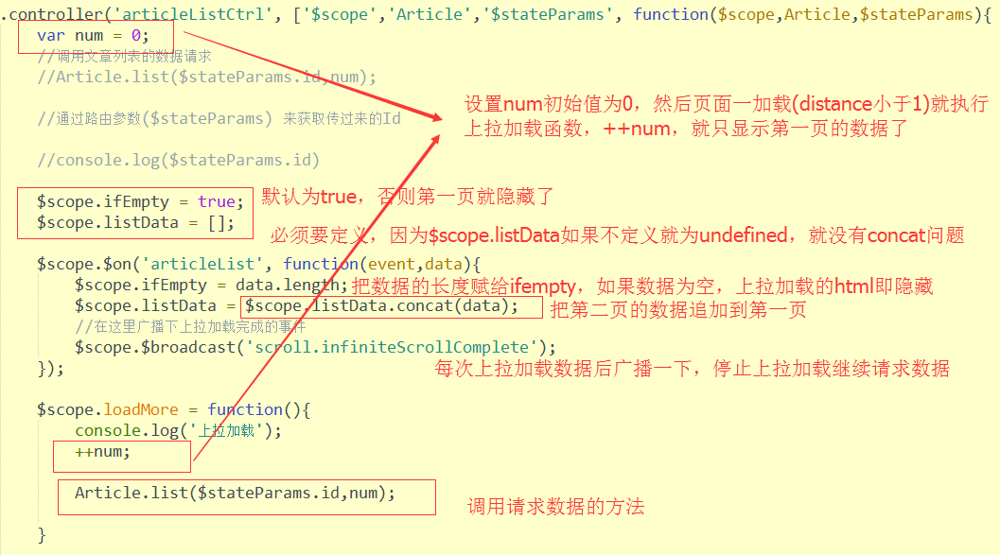 .controller('articleListCtrl', ['$scope','Article','$stateParams', function($scope,Article,$stateParams){
var num = 0;
//调用文章列表的数据请求
//Article.list($stateParams.id,num);
设置num初始值为0，然后页面一加载(distance小于1)就执行
上拉加载函数，++num，就只显示第一页的数据了
//通过路由参数($stateParams) 来获取传过来的Id
//console.log($stateParams.id)
$scope.ifEmpty = true; 默认为true，否则第一页就隐藏了
$scope.listData = [];
必须要定义，因为$scope.listData如果不定义就为undefined，就没有concat问题
$scope.$on('articleList', function(event,data){
$scope.ifEmpty = data.length; 把数据的长度赋给ifempty，如果数据为空，上拉加载的html即隐藏
$scope.listData = $scope.listData.concat(data); 把第二页的数据追加到第一页
//在这里广播下上拉加载完成的事件
$scope.$broadcast('scroll.infiniteScrollComplete');
}); 每次上拉加载数据后广播一下，停止上拉加载继续请求数据
$scope.loadMore = function(){
console.log('上拉加载');
++num;
Article.list($stateParams.id,num); 调用请求数据的方法
}